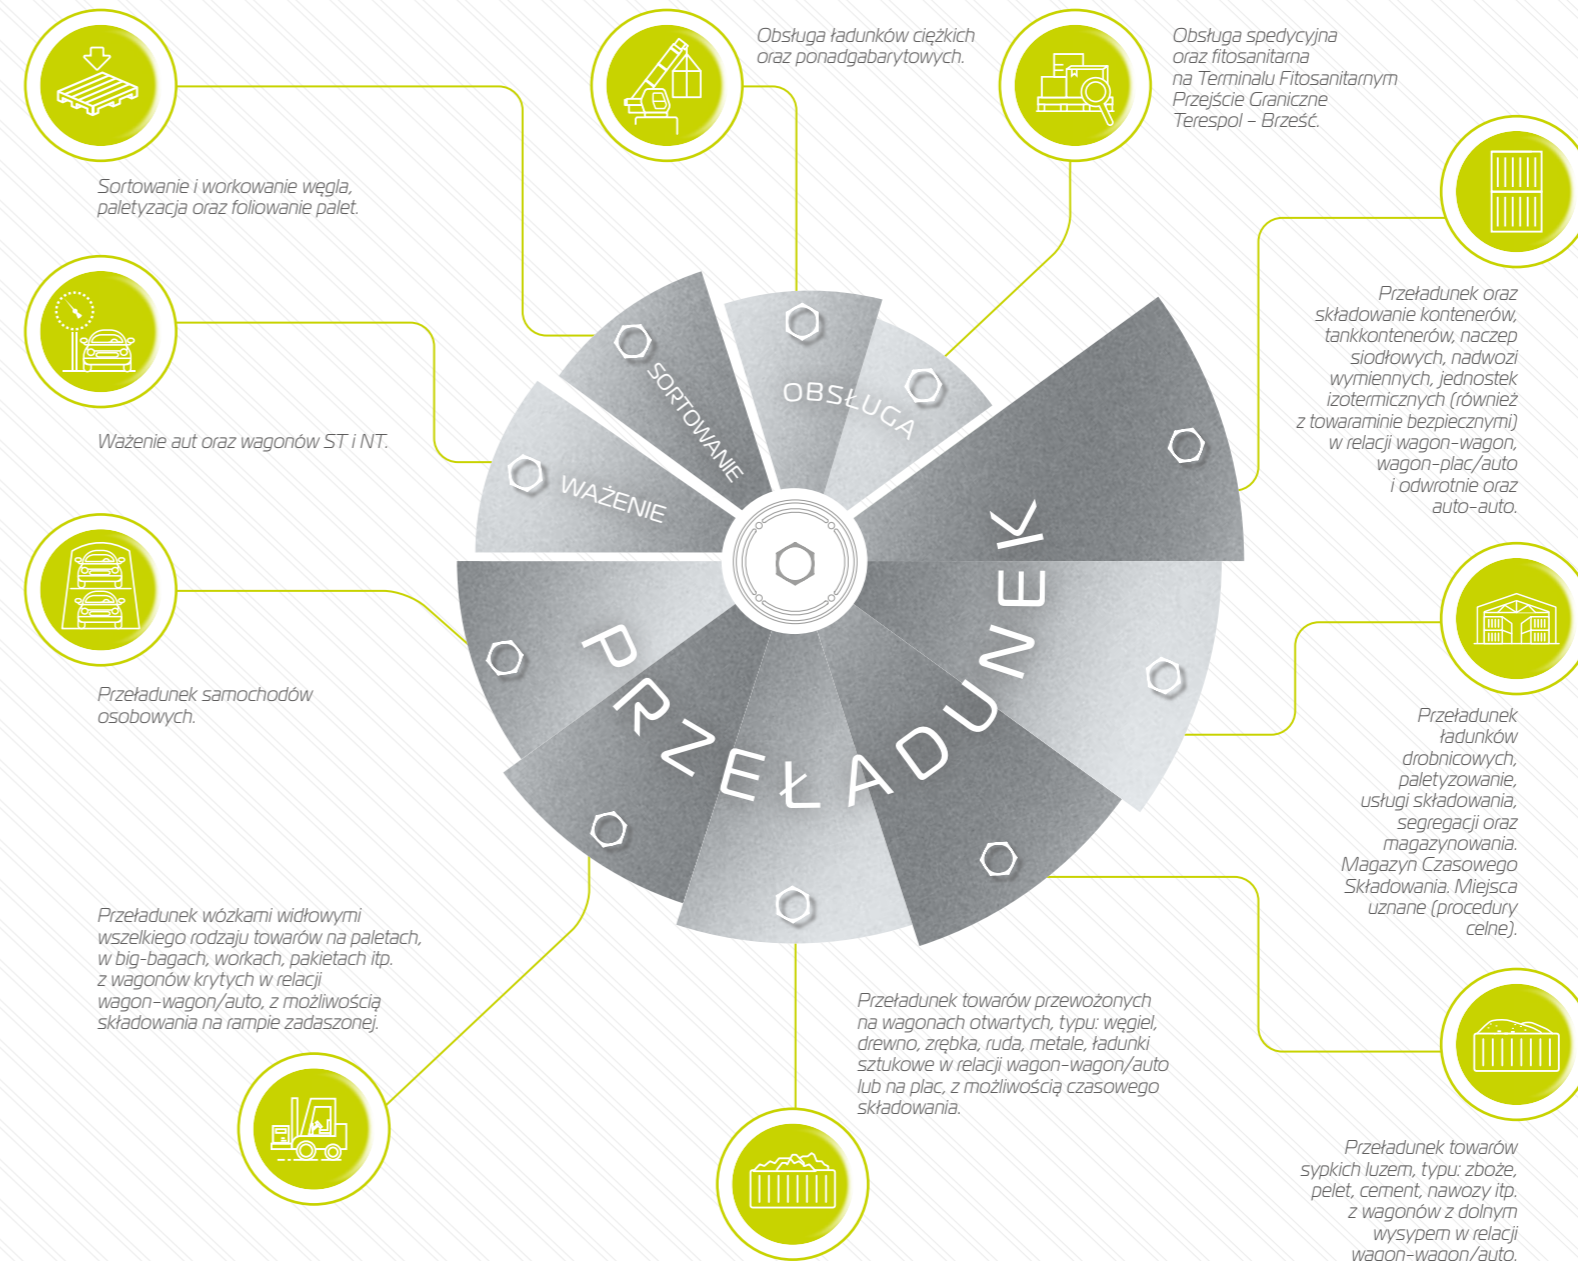 Obsługa ładunków ciężkich
oraz ponadgabarytowych.
Obsługa spedycyjna
oraz fitosanitarna
na Terminalu Fitosanitarnym
Przejście Graniczne
Terespol – Brześć.
Sortowanie i workowanie węgla,
paletyzacja oraz foliowanie palet.
Przeładunek oraz
składowanie kontenerów,
tankkontenerów, naczep
siodłowych, nadwozi
wymiennych, jednostek
izotermicznych (również
z towaraminie bezpiecznymi)
w relacji wagon-wagon,
wagon-plac/auto
i odwrotnie oraz
auto-auto.
Ważenie aut oraz wagonów ST i NT.
WAŻENIE
SORTOWANIE
OBSŁUGA
PRZEŁADUNEK
Przeładunek samochodów
osobowych.
Przeładunek
ładunków
drobnicowych,
paletyzowanie,
usługi składowania,
segregacji oraz
magazynowania.
Magazyn Czasowego
Składowania. Miejsca
uznane (procedury
celne).
Przeładunek wózkami widłowymi
wszelkiego rodzaju towarów na paletach,
w big-bagach, workach, pakietach itp.
z wagonów krytych w relacji
wagon-wagon/auto, z możliwością
składowania na rampie zadaszonej.
Przeładunek towarów przewożonych
na wagonach otwartych, typu: węgiel,
drewno, zrębka, ruda, metale, ładunki
sztukowe w relacji wagon-wagon/auto
lub na plac, z możliwością czasowego
składowania.
Przeładunek towarów
sypkich luzem, typu: zboże,
pelet, cement, nawozy itp.
z wagonów z dolnym
wysypem w relacji
wagon-wagon/auto.